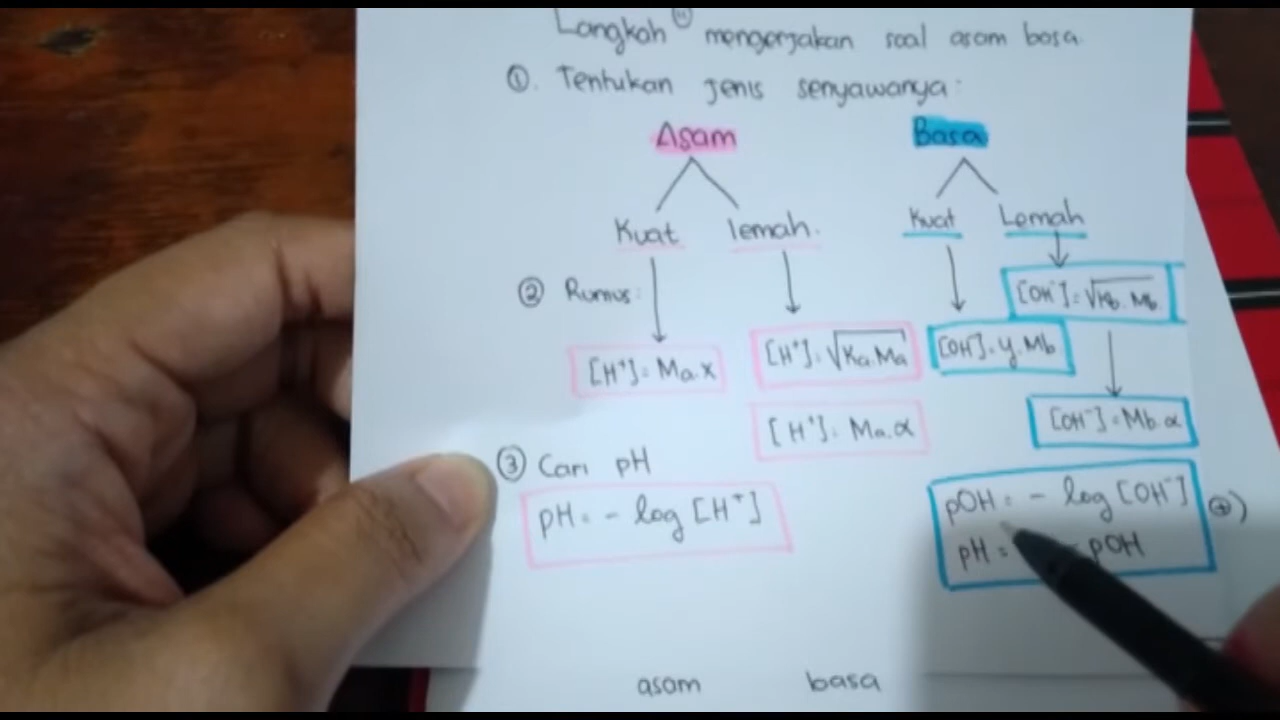 Langkah" mengerjakan soal asam basa.
①. Tentukan jenis senyawanya:
Asam Basa
Kuat lemah. Kuat Lemah
② Rumus: [OH⁻]=√Kb.Mb
[H⁺]= Ma.x [H⁺]=√Ka.Ma [OH⁻]=y.Mb
[H⁺]= Ma.α [OH⁻]=Mb.α
③ Cari pH
pH = - log [H⁺] pOH = - log [OH⁻]
pH = - pOH
asam basa